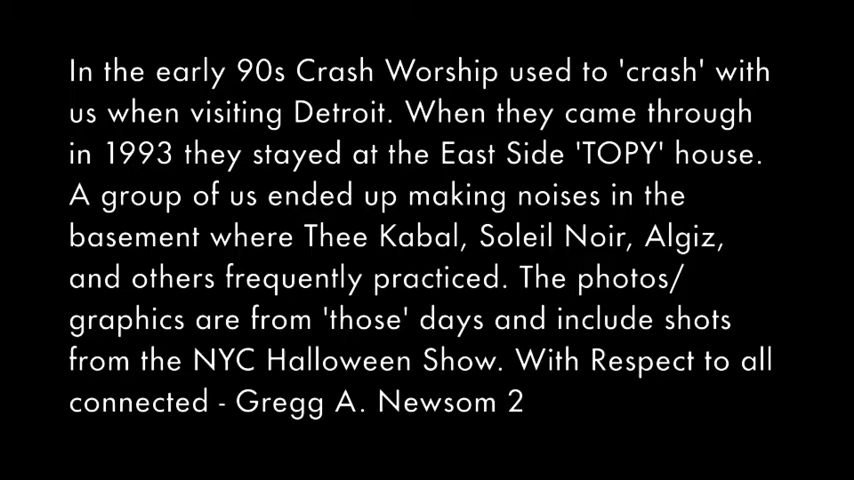 In the early 90s Crash Worship used to 'crash' with
us when visiting Detroit. When they came through
in 1993 they stayed at the East Side 'TOPY' house.
A group of us ended up making noises in the
basement where Thee Kabal, Soleil Noir, Algiz,
and others frequently practiced. The photos/
graphics are from 'those' days and include shots
from the NYC Halloween Show. With Respect to all
connected - Gregg A. Newsom 2